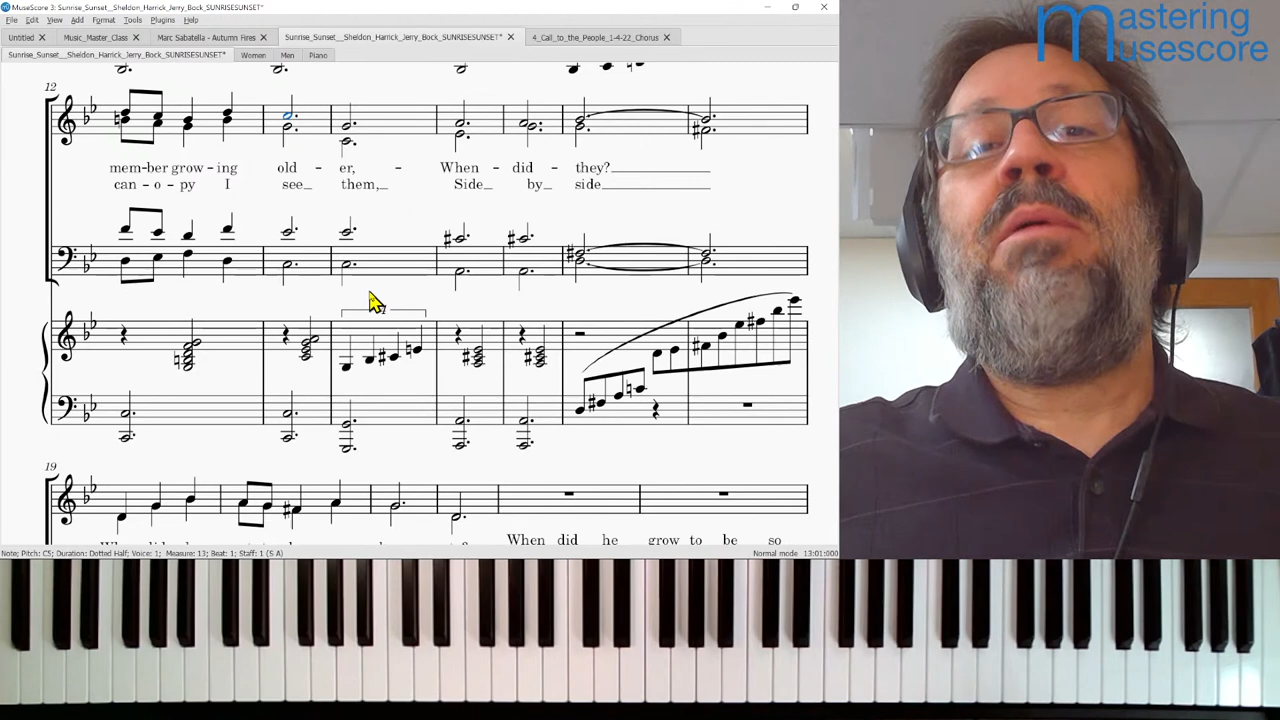 MuseScore 3: Sunrise_Sunset__Sheldon_Harrick_Jerry_Bock_SUNRISESUNSET*
File Edit View Add Format Tools Plugins Help
Untitled Music_Master_Class Marc Sabatella - Autumn Fires Sunrise_Sunset__Sheldon_Harrick_Jerry_Bock_SUNRISESUNSET* 4_Call_to_the_People_1-4-22_Chorus
Sunrise_Sunset__Sheldon_Harrick_Jerry_Bock_SUNRISESUNSET* Women Men Piano
Mastering
Musescore
12
mem-ber grow-ing old - er, - When - did - they?
can-o-py I see_ them,_ Side_ by_ side
19
When did he grow to be so
Note; Pitch: C5; Duration: Dotted Half; Voice: 1; Measure: 13; Beat: 1; Staff: 1 (S A) Normal mode 13:01:000